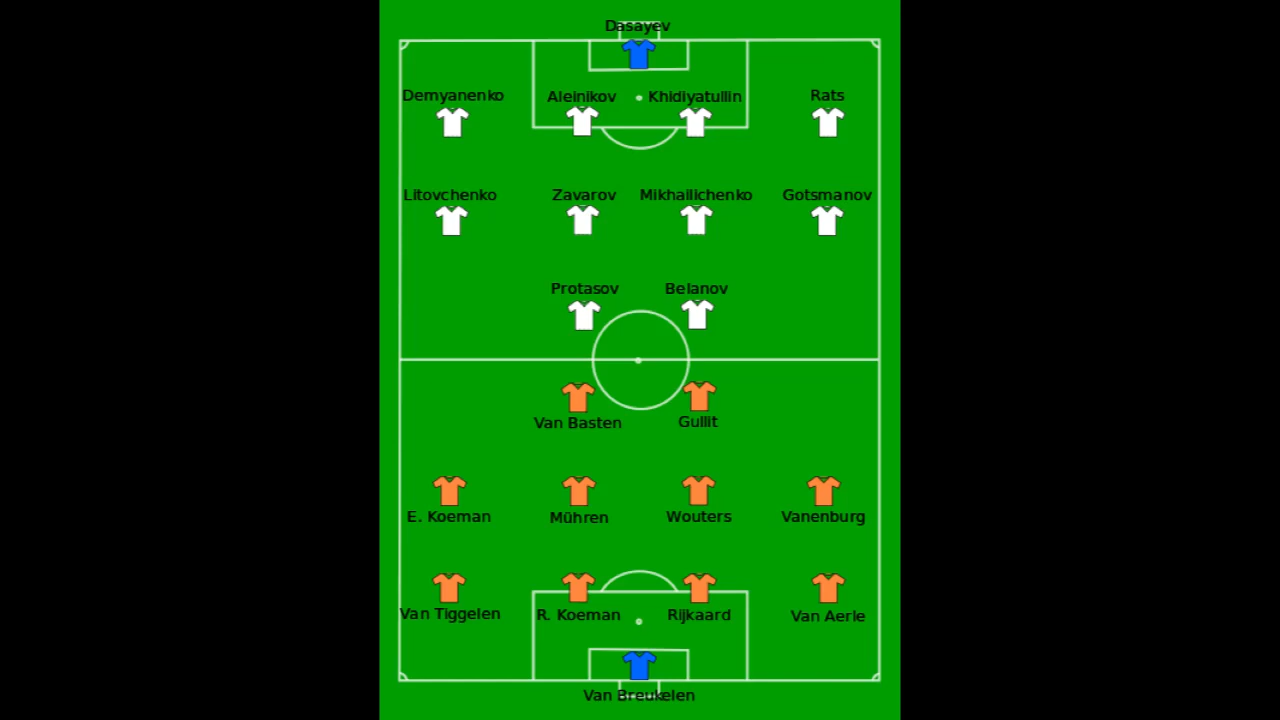 Dasayev
Demyanenko Aleinikov Khidiyatullin Rats
Litovchenko Zavarov Mikhailichenko Gotsmanov
Protasov Belanov
Van Basten Gullit
E. Koeman Mühren Wouters Vanenburg
Van Tiggelen R. Koeman Rijkaard Van Aerle
Van Breukelen